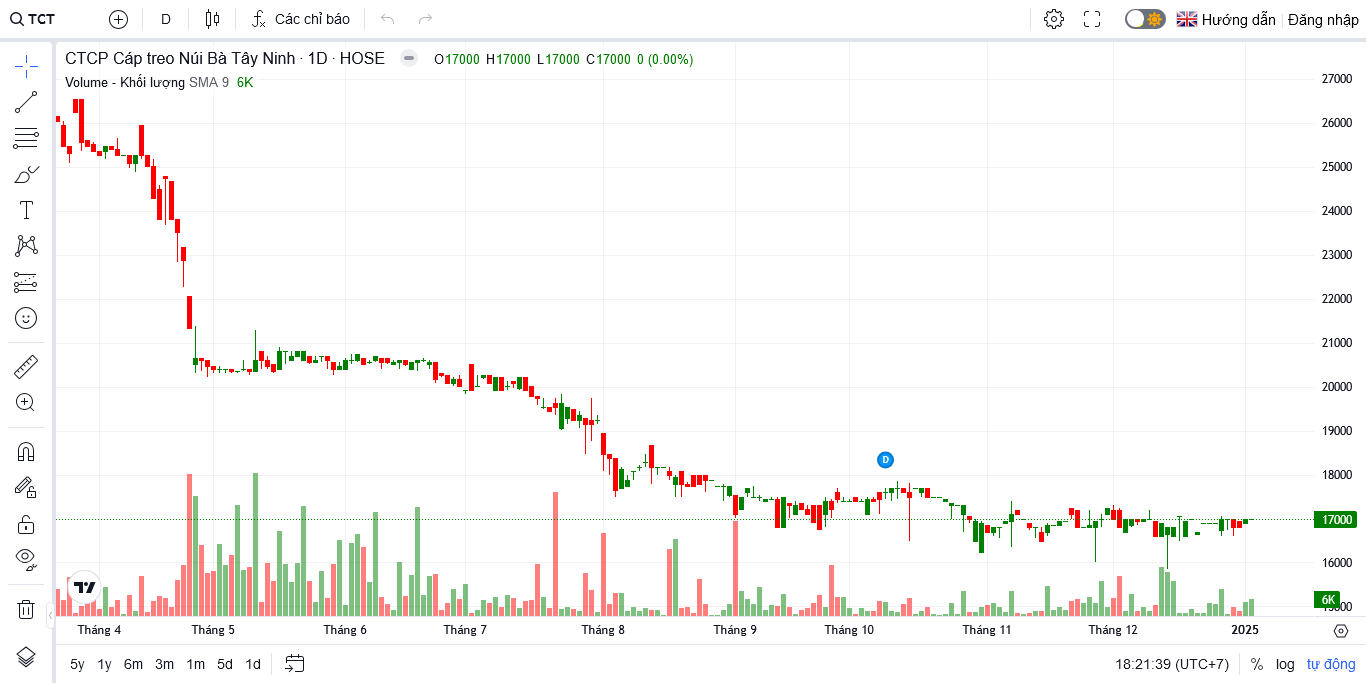 TCT D Các chỉ báo Hướng dẫn Đăng nhập
CTCP Cáp treo Núi Bà Tây Ninh · 1D · HOSE O17000 H17000 L17000 C17000 0 (0.00%)
Volume - Khối lượng SMA 9 6K
27000
26000
25000
24000
23000
22000
21000
20000
19000
18000
D
17000
16000
6K
15000
Tháng 4 Tháng 5 Tháng 6 Tháng 7 Tháng 8 Tháng 9 Tháng 10 Tháng 11 Tháng 12 2025
5y 1y 6m 3m 1m 5d 1d 18:21:39 (UTC+7) % log tự động